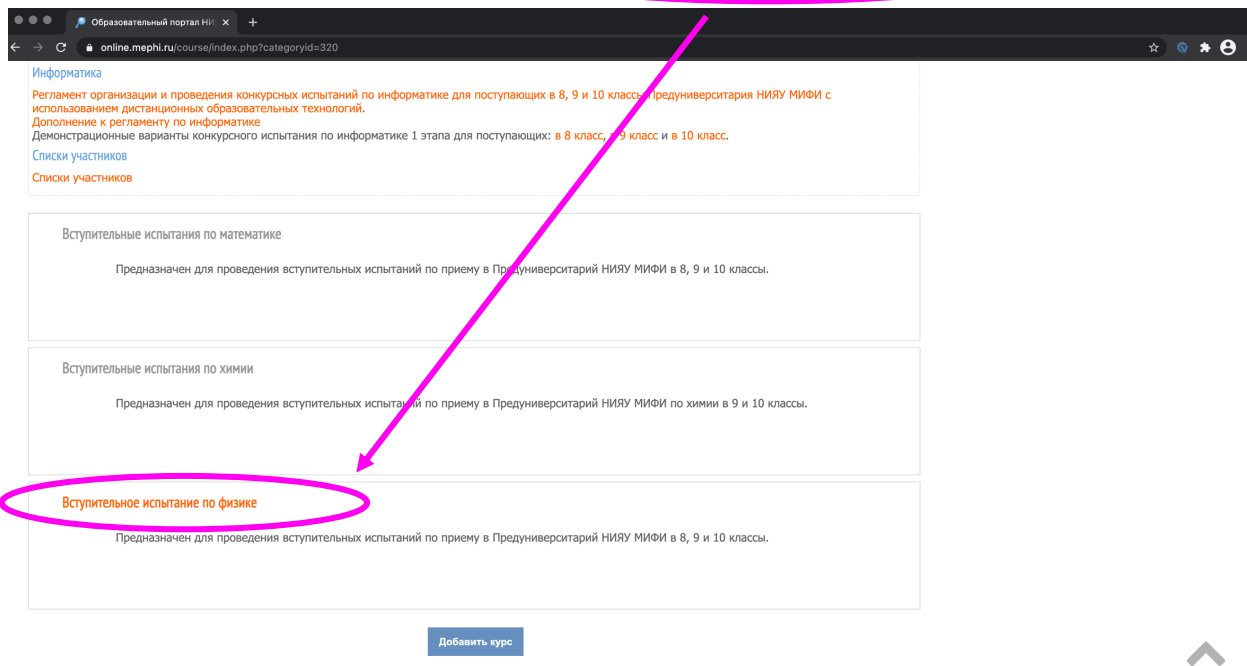 Образовательный портал НИ
online.mephi.ru/course/index.php?categoryid=320
Информатика
Регламент организации и проведения конкурсных испытаний по информатике для поступающих в 8, 9 и 10 классы Предуниверситария НИЯУ МИФИ с
использованием дистанционных образовательных технологий.
Дополнение к регламенту по информатике
Демонстрационные варианты конкурсного испытания по информатике 1 этапа для поступающих: в 8 класс, в 9 класс и в 10 класс.
Списки участников
Списки участников
Вступительные испытания по математике
Предназначен для проведения вступительных испытаний по приему в Предуниверситарий НИЯУ МИФИ в 8, 9 и 10 классы.
Вступительные испытания по химии
Предназначен для проведения вступительных испытаний по приему в Предуниверситарий НИЯУ МИФИ по химии в 9 и 10 классы.
Вступительное испытание по физике
Предназначен для проведения вступительных испытаний по приему в Предуниверситарий НИЯУ МИФИ в 8, 9 и 10 классы.
Добавить курс